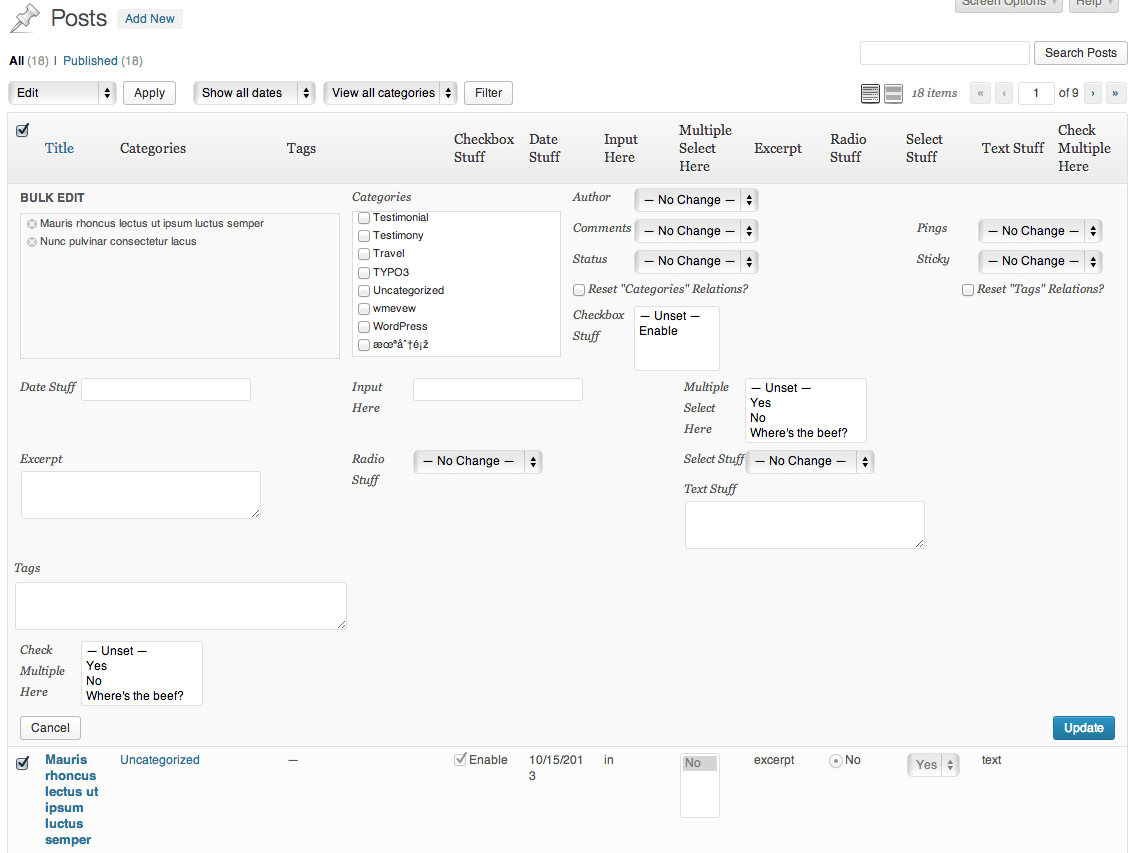 Posts Add New Screen Options Help
All (18) | Published (18) Search Posts
Edit Apply Show all dates View all categories Filter 18 items « ‹ 1 of 9 › »
Title Categories Tags Checkbox Stuff Date Stuff Input Here Multiple Select Here Excerpt Radio Stuff Select Stuff Text Stuff Check Multiple Here
BULK EDIT
Mauris rhoncus lectus ut ipsum luctus semper
Nunc pulvinar consectetur lacus
Categories
Testimonial
Testimony
Travel
TYPO3
Uncategorized
wmevew
WordPress
æœªåˆ†é¡ž
Author — No Change —
Comments — No Change — Pings — No Change —
Status — No Change — Sticky — No Change —
Reset "Categories" Relations? Reset "Tags" Relations?
Checkbox Stuff
— Unset —
Enable
Date Stuff
Input Here
Multiple Select Here
— Unset —
Yes
No
Where's the beef?
Excerpt
Radio Stuff — No Change —
Select Stuff — No Change —
Text Stuff
Tags
Check Multiple Here
— Unset —
Yes
No
Where's the beef?
Cancel Update
Mauris rhoncus lectus ut ipsum luctus semper Uncategorized — Enable 10/15/2013 in No excerpt No Yes text